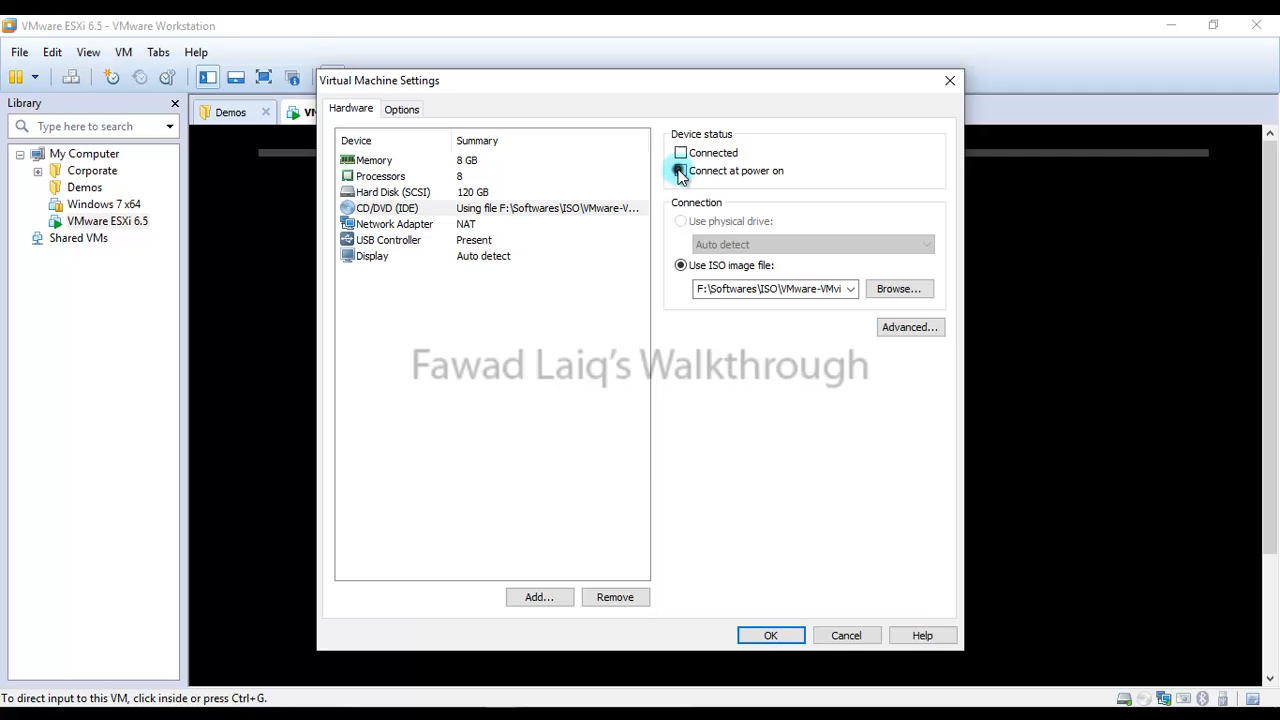 VMware ESXi 6.5 - VMware Workstation
File Edit View VM Tabs Help
Library
Type here to search
My Computer
Corporate
Demos
Windows 7 x64
VMware ESXi 6.5
Shared VMs
Demos
Virtual Machine Settings
Hardware Options
Device Summary
Memory 8 GB
Processors 8
Hard Disk (SCSI) 120 GB
CD/DVD (IDE) Using file F:\Softwares\ISO\VMware-V...
Network Adapter NAT
USB Controller Present
Display Auto detect
Add... Remove
Device status
Connected
Connect at power on
Connection
Use physical drive:
Auto detect
Use ISO image file:
F:\Softwares\ISO\VMware-VMvi Browse...
Advanced...
Fawad Laiq's Walkthrough
OK Cancel Help
To direct input to this VM, click inside or press Ctrl+G.